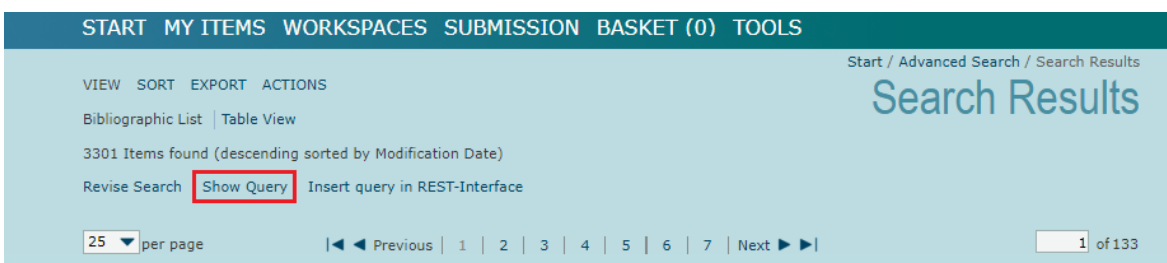 START MY ITEMS WORKSPACES SUBMISSION BASKET (0) TOOLS
Start / Advanced Search / Search Results
Search Results
VIEW SORT EXPORT ACTIONS
Bibliographic List | Table View
3301 Items found (descending sorted by Modification Date)
Revise Search Show Query Insert query in REST-Interface
25 per page Previous | 1 | 2 | 3 | 4 | 5 | 6 | 7 | Next 1 of 133